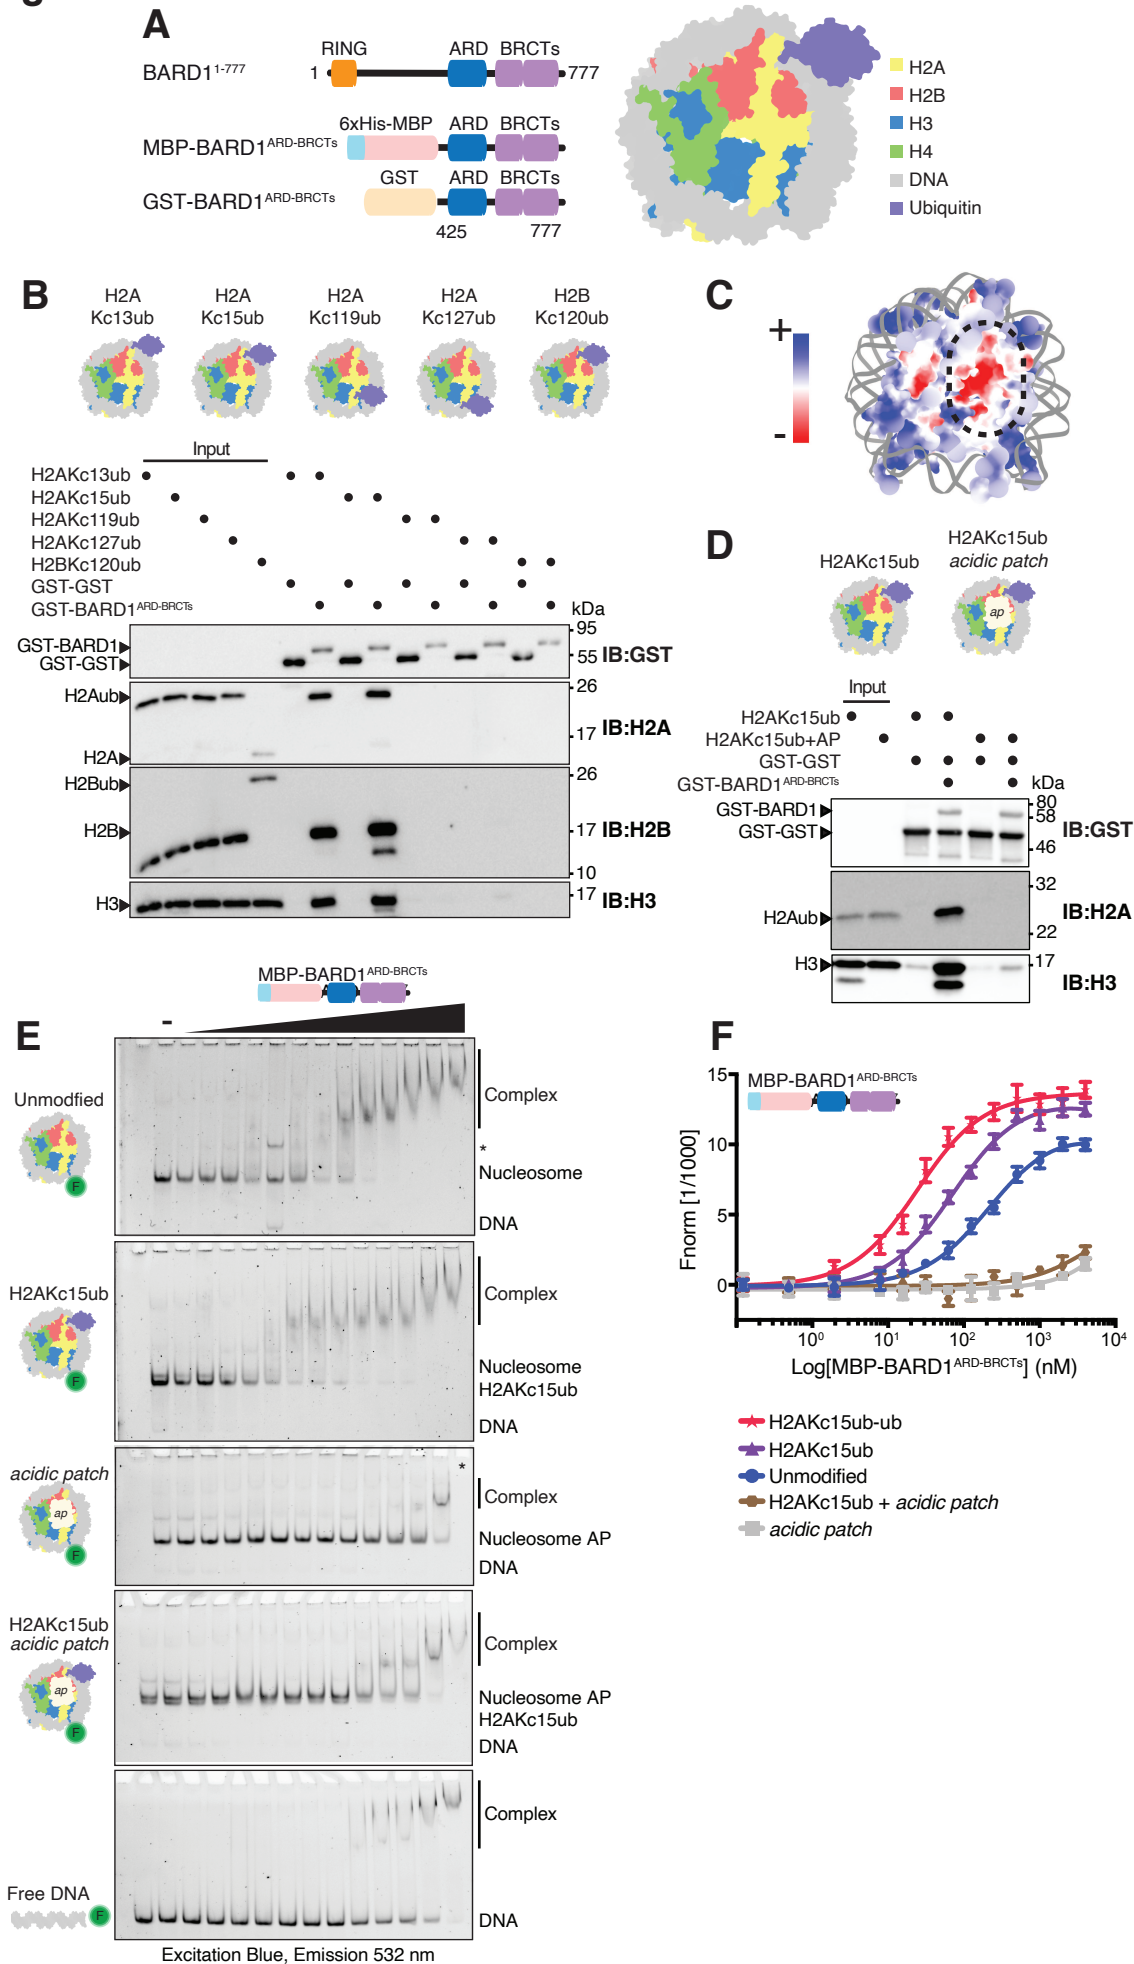 A
RING
ARD
BRCTs
BARD1 1-777
1
777
6xHis-MBP
ARD
BRCTs
MBP-BARD1 ARD-BRCTs
GST
ARD
BRCTs
GST-BARD1 ARD-BRCTs
425
777
H2A
H2B
H3
H4
DNA
Ubiquitin
B
H2A
Kc13ub
H2A
Kc15ub
H2A
Kc119ub
H2A
Kc127ub
H2B
Kc120ub
Input
H2AKc13ub
H2AKc15ub
H2AKc119ub
H2AKc127ub
H2BKc120ub
GST-GST
GST-BARD1 ARD-BRCTs
kDa
GST-BARD1
GST-GST
95
55
IB:GST
H2Aub
H2A
26
17
IB:H2A
H2Bub
H2B
26
17
10
IB:H2B
H3
17
IB:H3
C
+
-
D
H2AKc15ub
H2AKc15ub
acidic patch
ap
Input
H2AKc15ub
H2AKc15ub+AP
GST-GST
GST-BARD1 ARD-BRCTs
kDa
GST-BARD1
GST-GST
80
58
46
IB:GST
H2Aub
32
22
IB:H2A
H3
17
IB:H3
E
MBP-BARD1 ARD-BRCTs
-
Unmodfied
F
Complex
*
Nucleosome
DNA
H2AKc15ub
F
Complex
Nucleosome
H2AKc15ub
DNA
acidic patch
ap
F
*
Complex
Nucleosome AP
DNA
H2AKc15ub
acidic patch
ap
F
Complex
Nucleosome AP
H2AKc15ub
DNA
Free DNA
F
Complex
DNA
Excitation Blue, Emission 532 nm
F
MBP-BARD1 ARD-BRCTs
Fnorm [1/1000]
15
10
5
0
10⁰
10¹
10²
10³
10⁴
Log[MBP-BARD1 ARD-BRCTs] (nM)
H2AKc15ub-ub
H2AKc15ub
Unmodified
H2AKc15ub + acidic patch
acidic patch